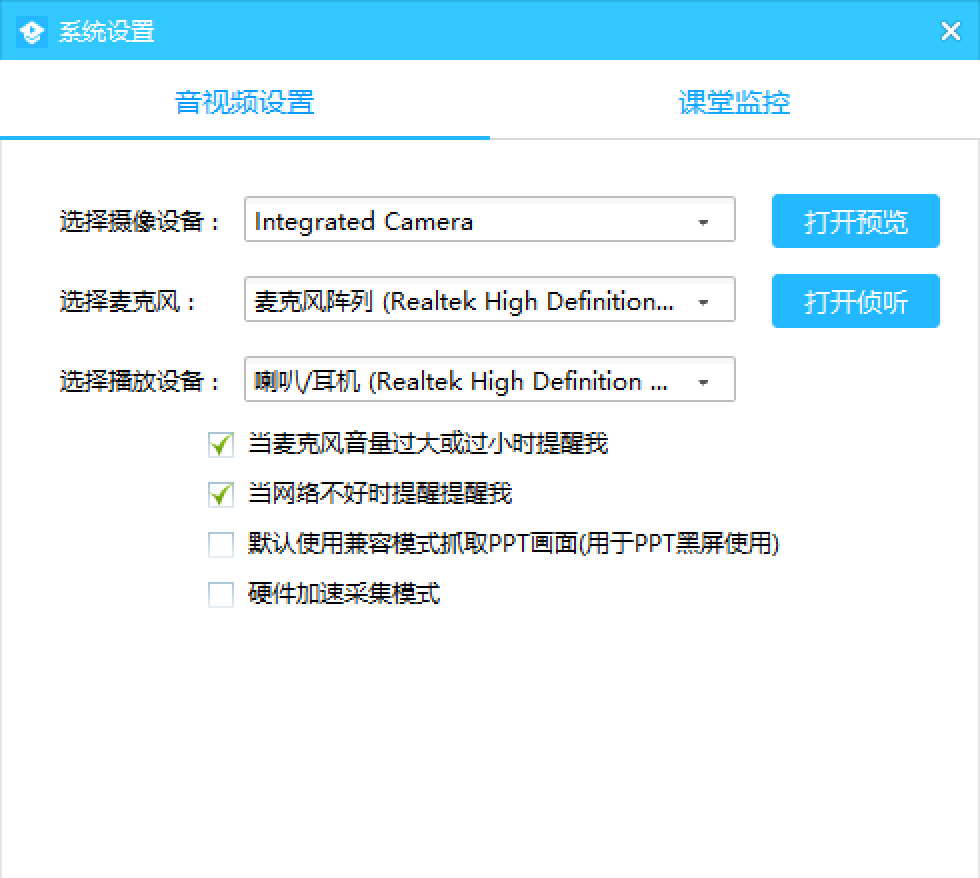 系统设置
音视频设置 课堂监控
选择摄像设备： Integrated Camera 打开预览
选择麦克风： 麦克风阵列 (Realtek High Definition... 打开侦听
选择播放设备： 喇叭/耳机 (Realtek High Definition ...
当麦克风音量过大或过小时提醒我
当网络不好时提醒提醒我
默认使用兼容模式抓取PPT画面(用于PPT黑屏使用)
硬件加速采集模式